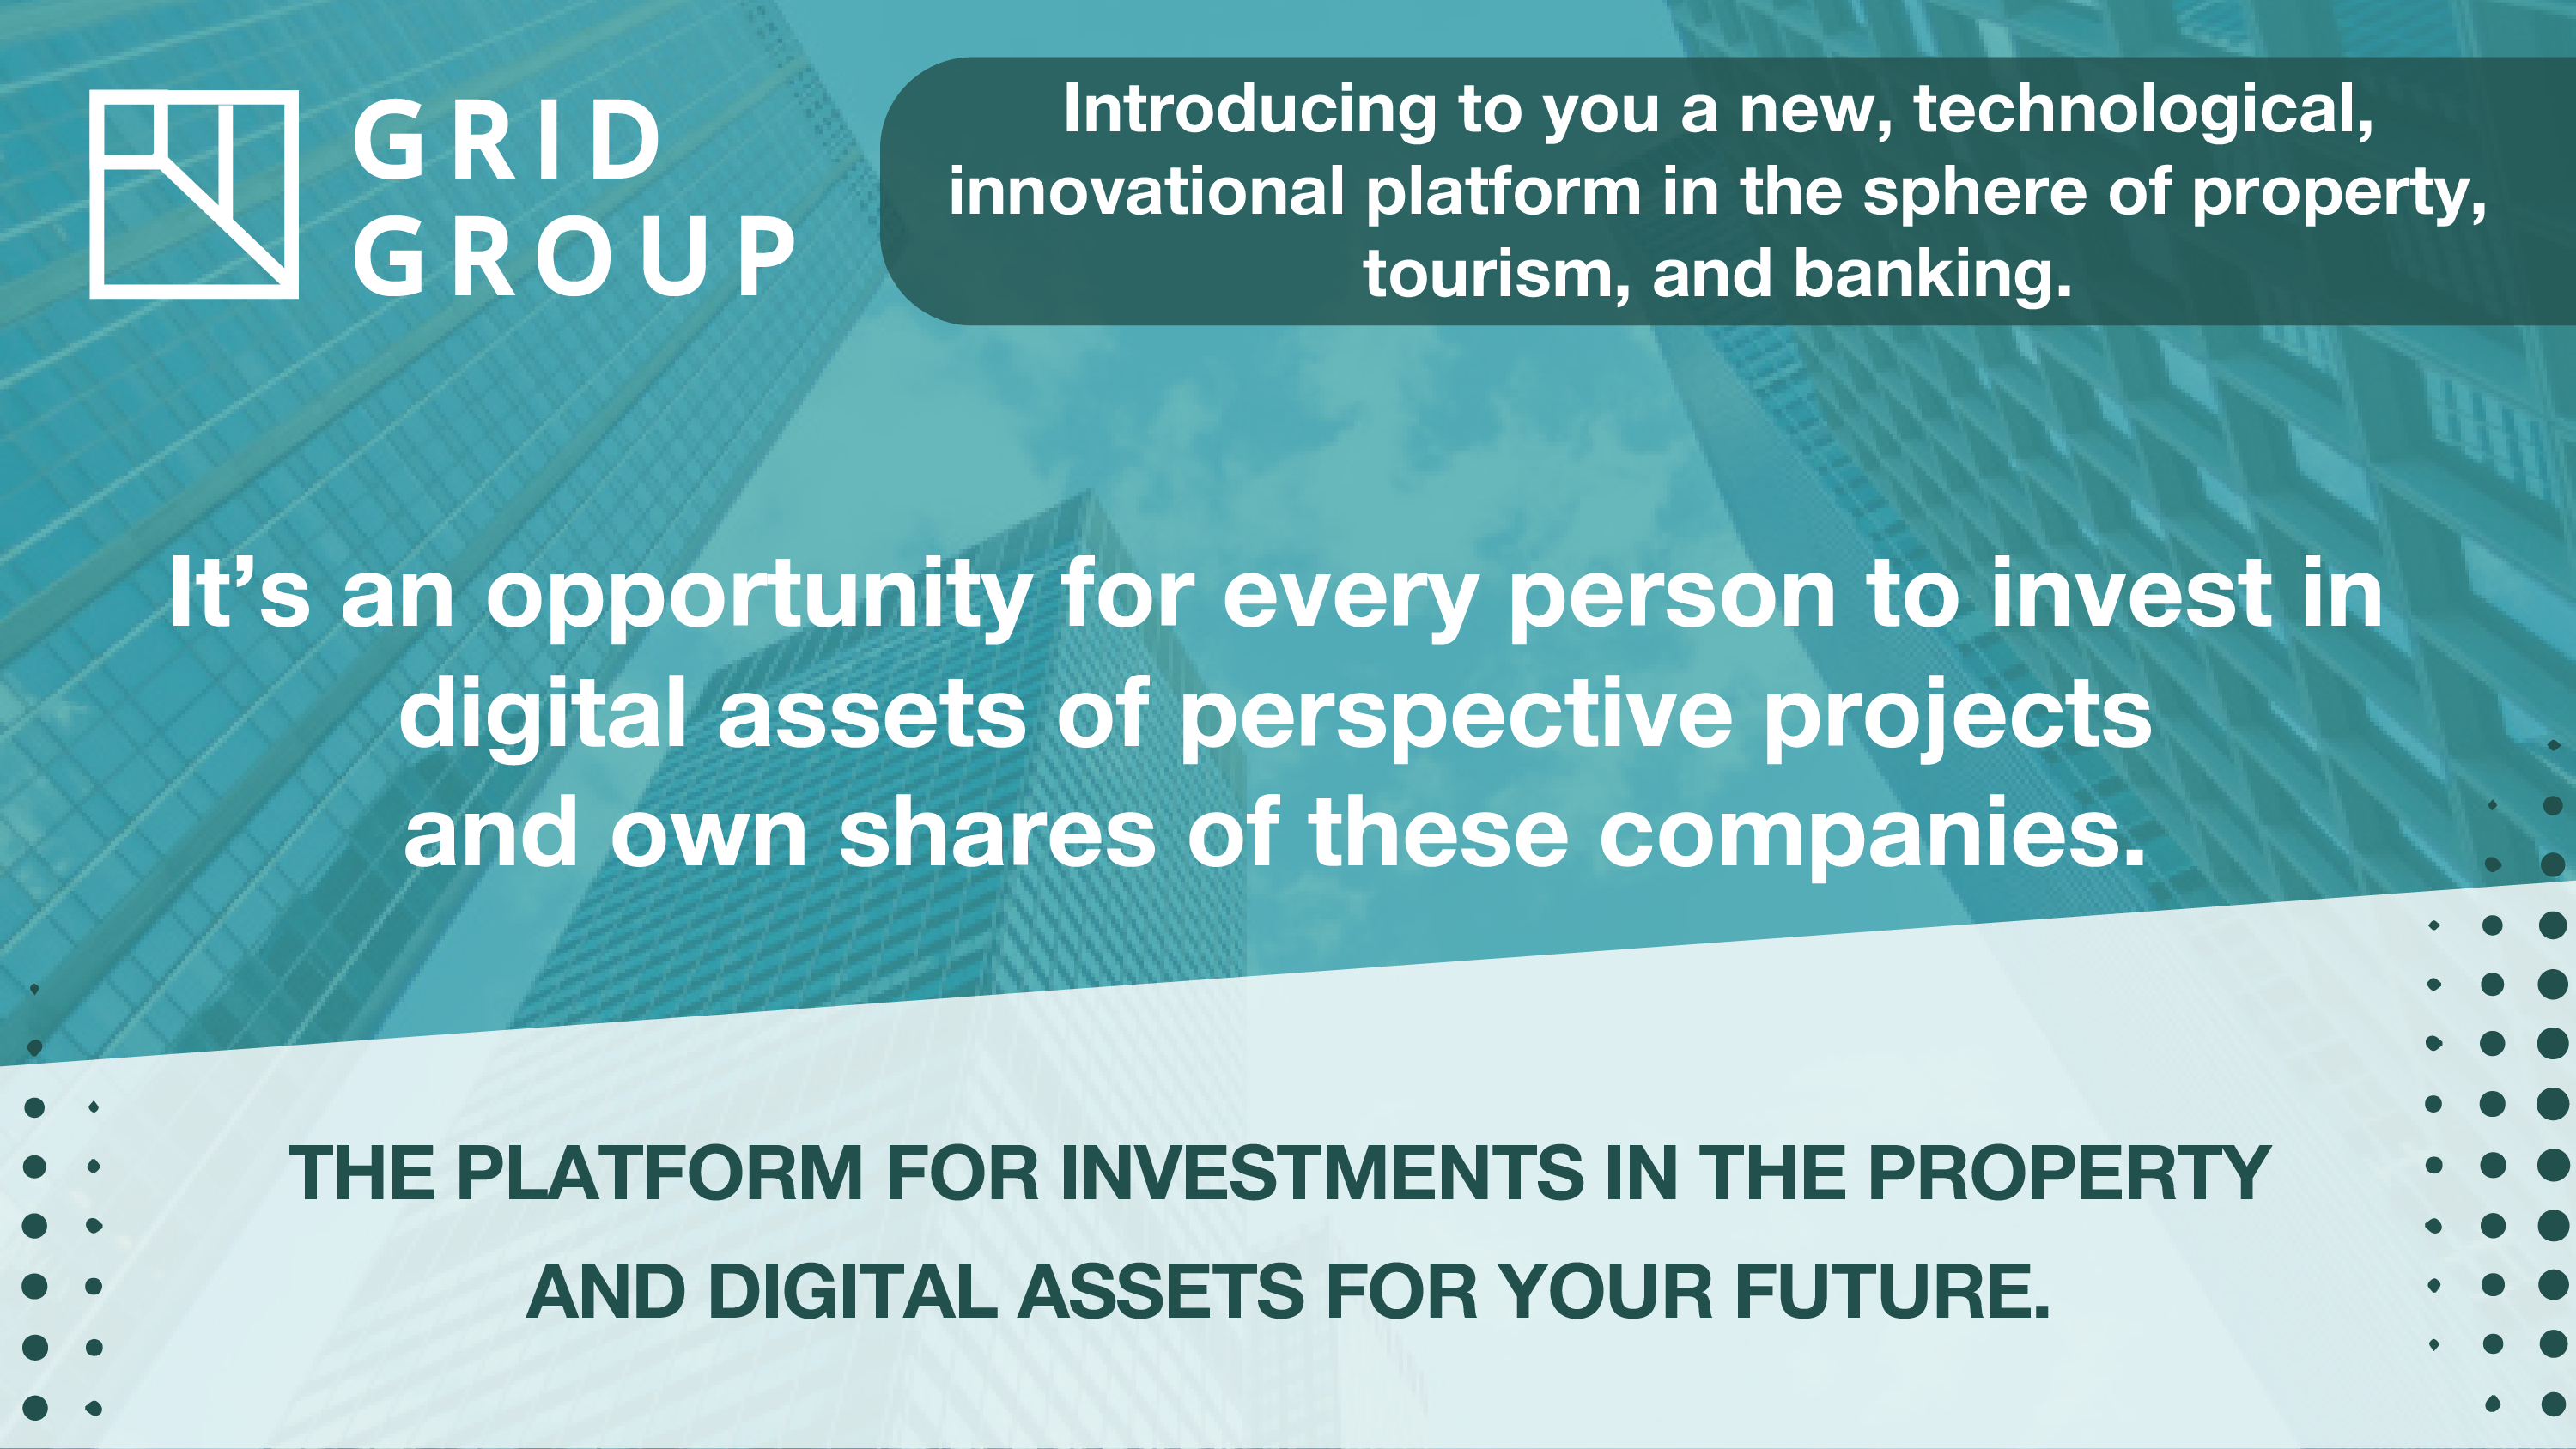 GRID
GROUP
Introducing to you a new, technological,
innovational platform in the sphere of property,
tourism, and banking.
It’s an opportunity for every person to invest in
digital assets of perspective projects
and own shares of these companies.
THE PLATFORM FOR INVESTMENTS IN THE PROPERTY
AND DIGITAL ASSETS FOR YOUR FUTURE.